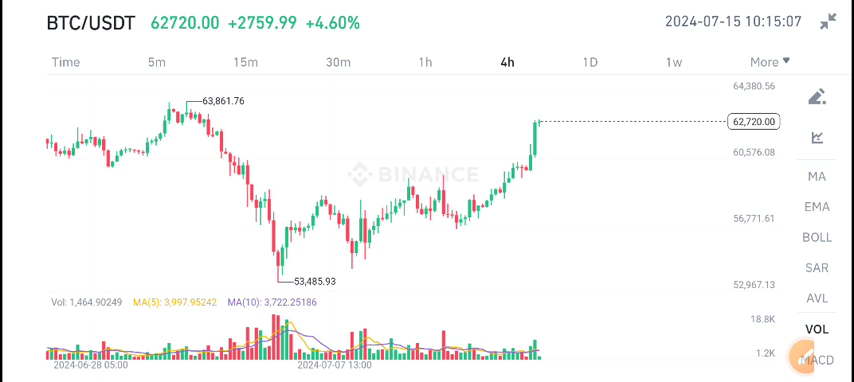 BTC/USDT 62720.00 +2759.99 +4.60% 2024-07-15 10:15:07
Time 5m 15m 30m 1h 4h 1D 1w More
64,380.56
63,861.76
62,720.00
60,576.08
BINANCE
MA
EMA
56,771.61
BOLL
SAR
53,485.93
52,967.13
AVL
Vol: 1,464.90249 MA(5): 3,997.95242 MA(10): 3,722.25186
18.8K
VOL
1.2K
MACD
2024-06-28 05:00 2024-07-07 13:00